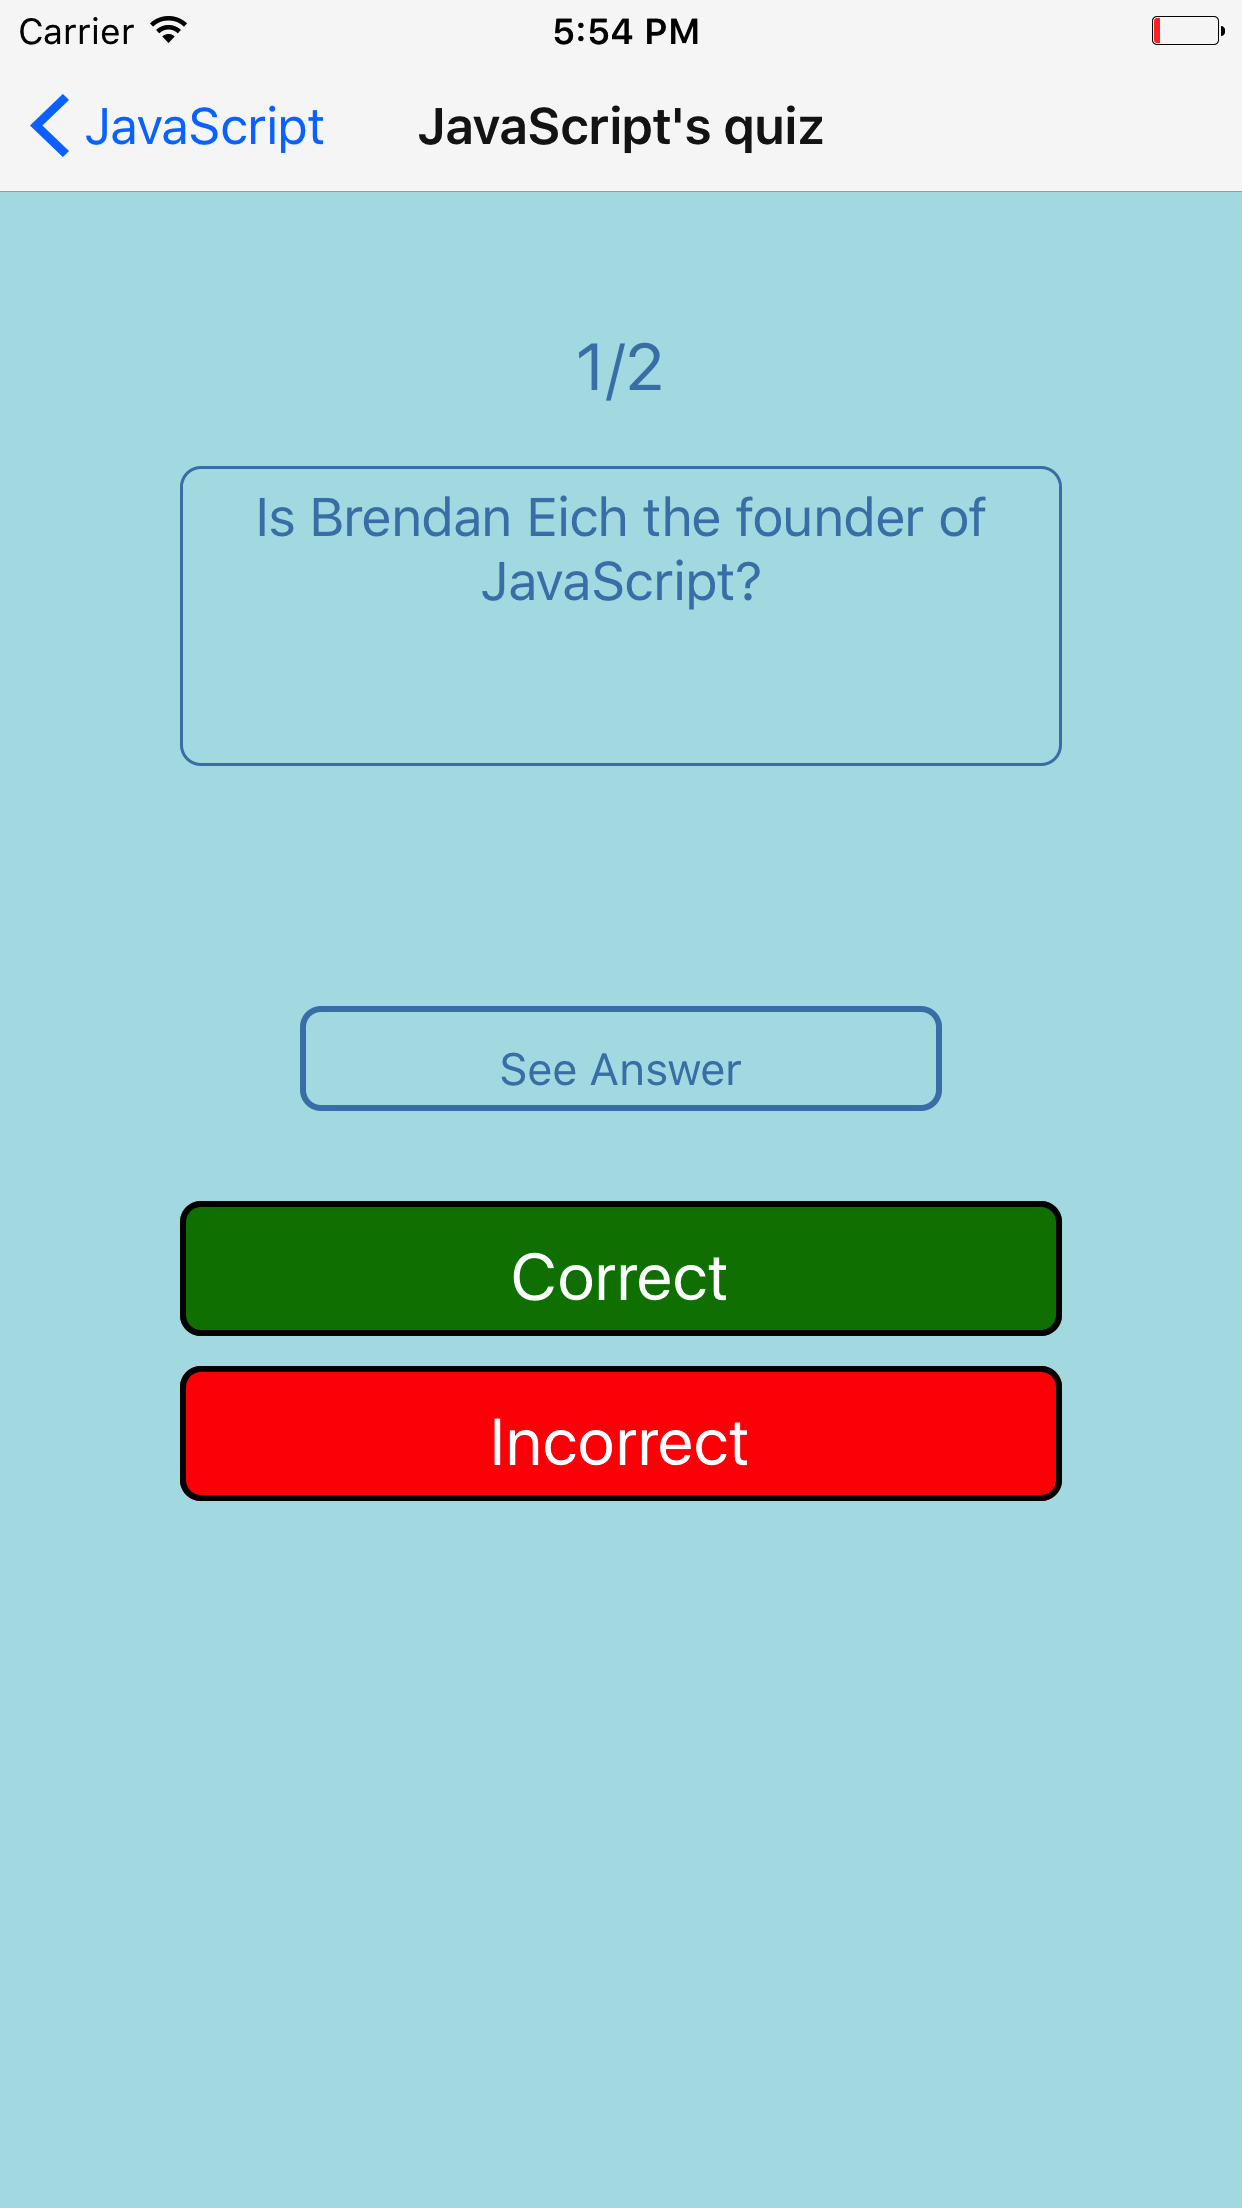 Carrier 5:54 PM
JavaScript JavaScript's quiz
1/2
Is Brendan Eich the founder of
JavaScript?
See Answer
Correct
Incorrect